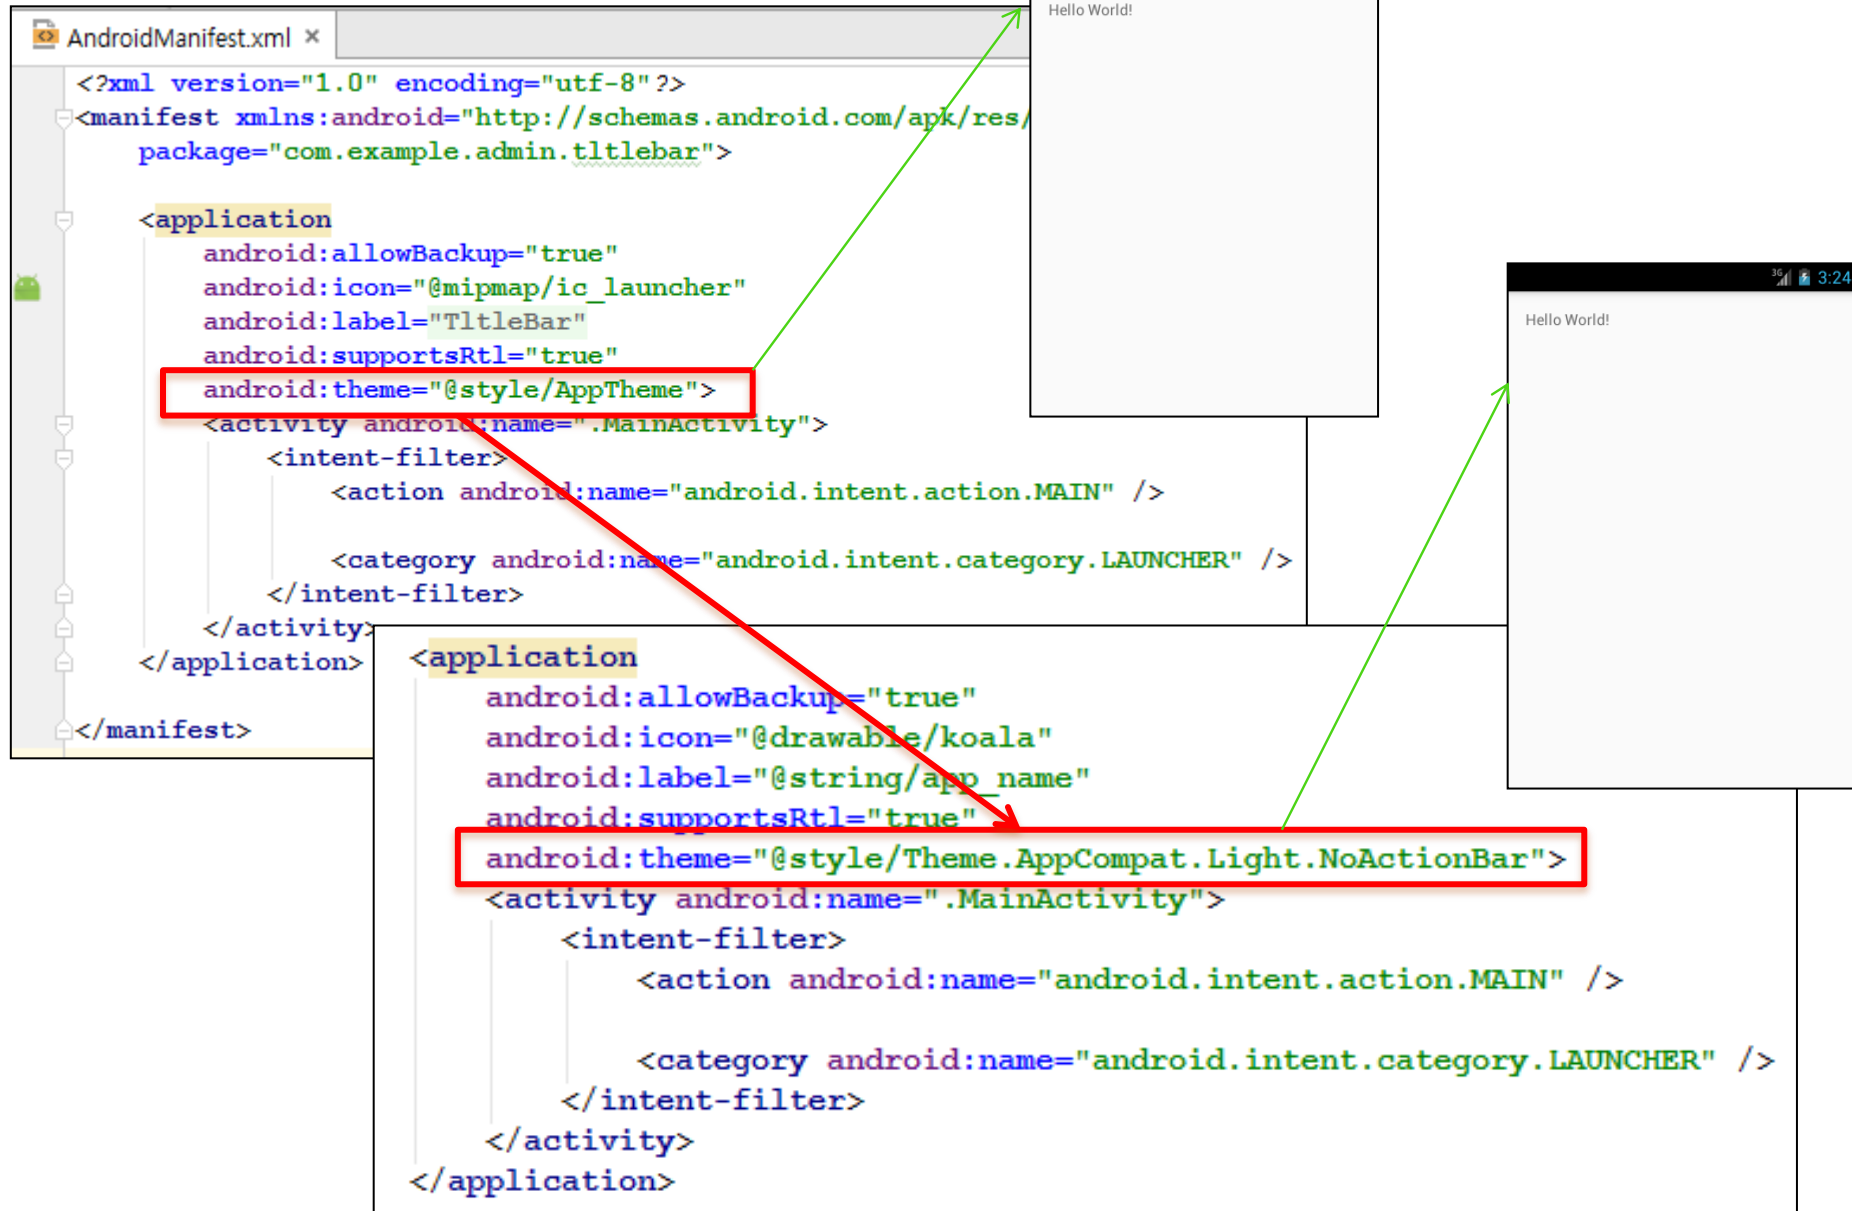 Hello World!
AndroidManifest.xml ×
<?xml version="1.0" encoding="utf-8"?>
<manifest xmlns:android="http://schemas.android.com/apk/res/
package="com.example.admin.tltlebar">
<application
android:allowBackup="true"
android:icon="@mipmap/ic_launcher"
android:label="TltleBar"
android:supportsRtl="true"
android:theme="@style/AppTheme">
<activity android:name=".MainActivity">
<intent-filter>
<action android:name="android.intent.action.MAIN" />
<category android:name="android.intent.category.LAUNCHER" />
</intent-filter>
</activity>
</application>
</manifest>
3G 3:24
Hello World!
<application
android:allowBackup="true"
android:icon="@drawable/koala"
android:label="@string/app_name"
android:supportsRtl="true"
android:theme="@style/Theme.AppCompat.Light.NoActionBar">
<activity android:name=".MainActivity">
<intent-filter>
<action android:name="android.intent.action.MAIN" />
<category android:name="android.intent.category.LAUNCHER" />
</intent-filter>
</activity>
</application>